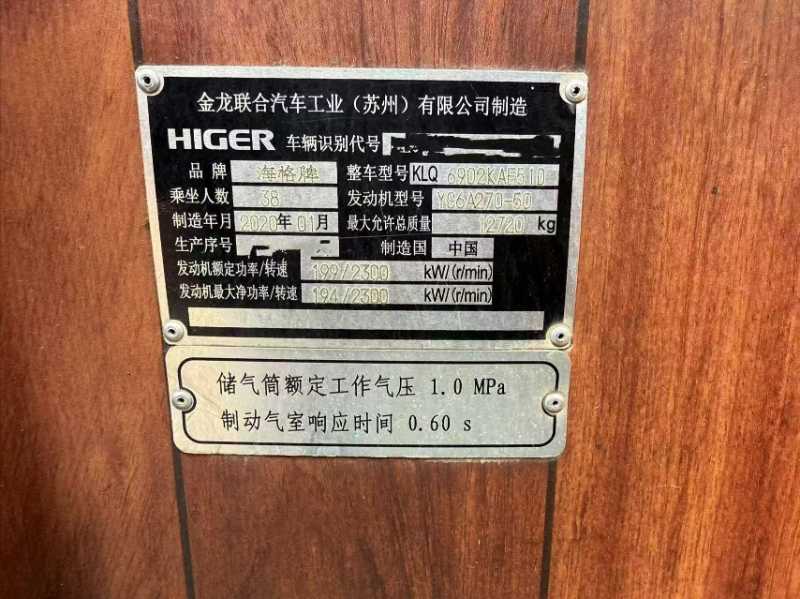 金龙联合汽车工业（苏州）有限公司制造
HIGER 车辆识别代号
品牌 海格牌 整车型号 KLQ 6902KAE510
乘坐人数 38 发动机型号 YC6A270-50
制造年月 2020年01月 最大允许总质量 12720 kg
生产序号 制造国 中国
发动机额定功率/转速 199/2300 kW/(r/min)
发动机最大净功率/转速 194/2300 kW/(r/min)
储气筒额定工作气压 1.0 MPa
制动气室响应时间 0.60 s